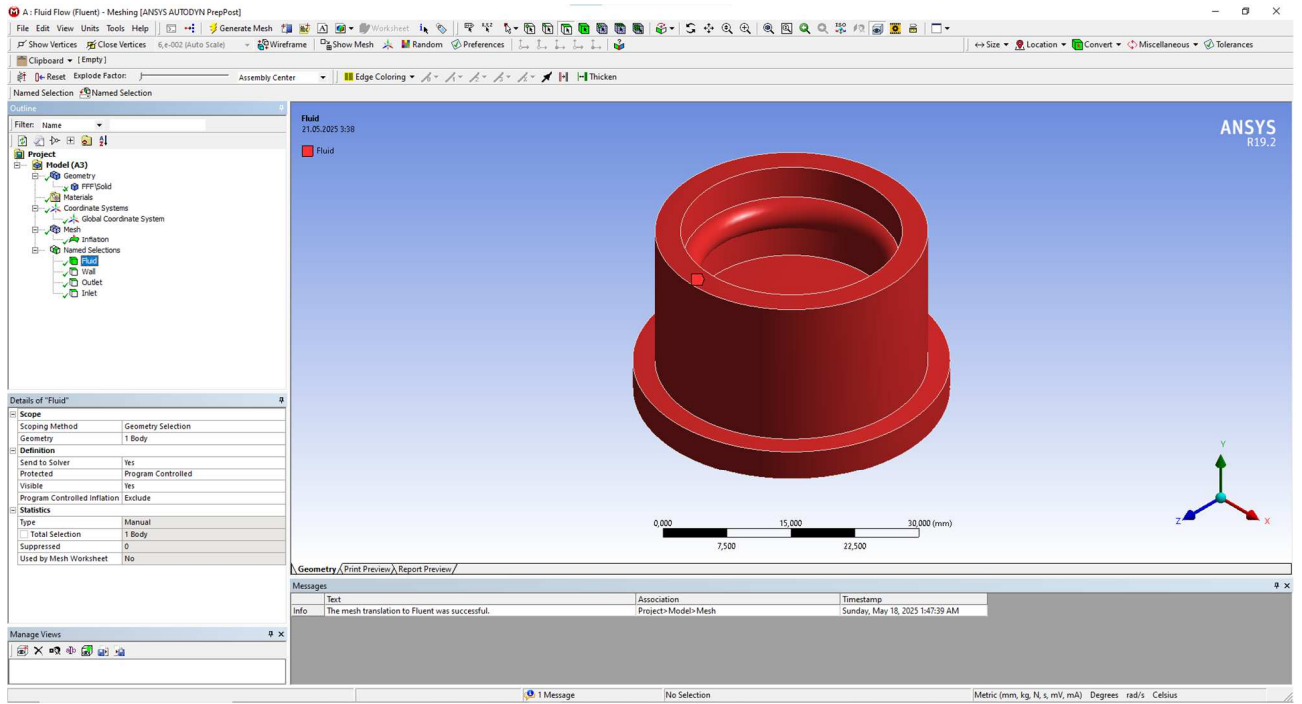 A : Fluid Flow (Fluent) - Meshing [ANSYS AUTODYN PrepPost]
File Edit View Units Tools Help Generate Mesh Worksheet
Show Vertices Close Vertices 6,e-002 (Auto Scale) Wireframe Show Mesh Random Preferences Size Location Convert Miscellaneous Tolerances
Clipboard [Empty]
Reset Explode Factor: Assembly Center Edge Coloring Thicken
Named Selection Named Selection
Outline
Filter: Name
Project
Model (A3)
Geometry
FFF\Solid
Materials
Coordinate Systems
Global Coordinate System
Mesh
Inflation
Named Selections
Fluid
Wall
Outlet
Inlet
Details of "Fluid"
Scope
Scoping Method Geometry Selection
Geometry 1 Body
Definition
Send to Solver Yes
Protected Program Controlled
Visible Yes
Program Controlled Inflation Exclude
Statistics
Type Manual
Total Selection 1 Body
Suppressed 0
Used by Mesh Worksheet No
Manage Views
Fluid
21.05.2025 3:38
Fluid
ANSYS
R19.2
Y
Z X
0,000 15,000 30,000 (mm)
7,500 22,500
Geometry Print Preview Report Preview
Messages
Text Association Timestamp
Info The mesh translation to Fluent was successful. Project>Model>Mesh Sunday, May 18, 2025 1:47:39 AM
1 Message No Selection Metric (mm, kg, N, s, mV, mA) Degrees rad/s Celsius